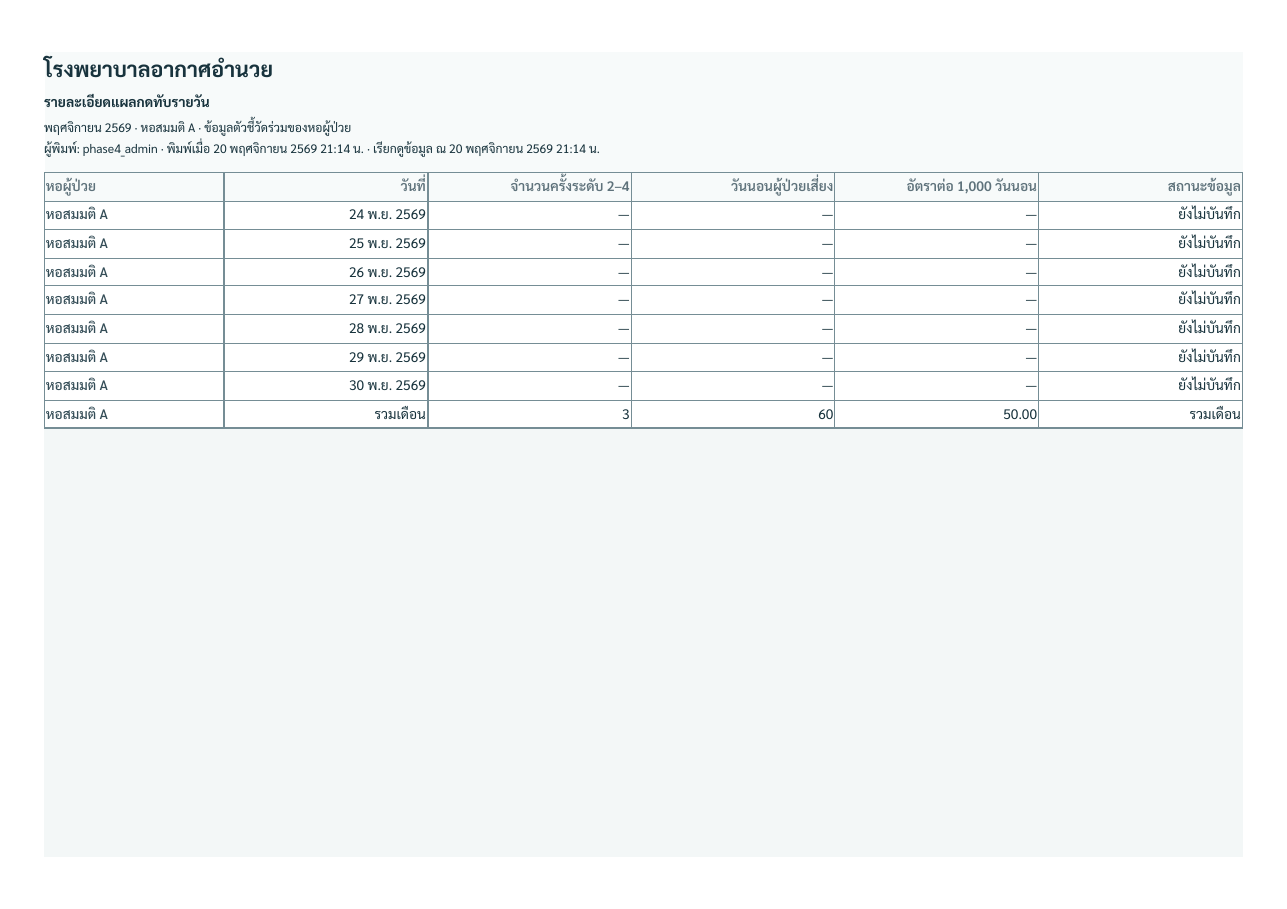 โรงพยาบาลอากาศอำนวย
รายละเอียดแผลกดทับรายวัน
พฤศจิกายน 2569 · หอสมมติ A · ข้อมูลตัวชี้วัดร่วมของหอผู้ป่วย
ผู้พิมพ์: phase4_admin · พิมพ์เมื่อ 20 พฤศจิกายน 2569 21:14 น. · เรียกดูข้อมูล ณ 20 พฤศจิกายน 2569 21:14 น.
หอผู้ป่วย วันที่ จำนวนครั้งระดับ 2–4 วันนอนผู้ป่วยเสี่ยง อัตราต่อ 1,000 วันนอน สถานะข้อมูล
หอสมมติ A 24 พ.ย. 2569 — — — ยังไม่บันทึก
หอสมมติ A 25 พ.ย. 2569 — — — ยังไม่บันทึก
หอสมมติ A 26 พ.ย. 2569 — — — ยังไม่บันทึก
หอสมมติ A 27 พ.ย. 2569 — — — ยังไม่บันทึก
หอสมมติ A 28 พ.ย. 2569 — — — ยังไม่บันทึก
หอสมมติ A 29 พ.ย. 2569 — — — ยังไม่บันทึก
หอสมมติ A 30 พ.ย. 2569 — — — ยังไม่บันทึก
หอสมมติ A รวมเดือน 3 60 50.00 รวมเดือน